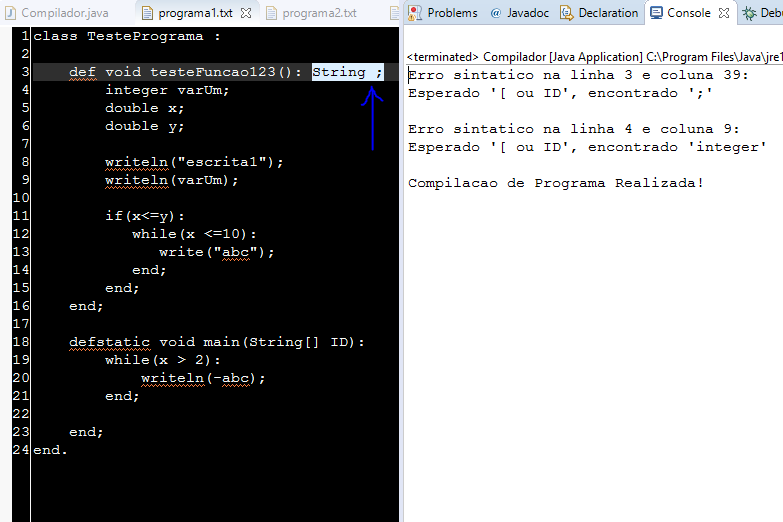 Compilador.java programa1.txt programa2.txt
1 class TestePrograma :
2
3 def void testeFuncao123(): String ;
4 integer varUm;
5 double x;
6 double y;
7
8 writeln("escrita1");
9 writeln(varUm);
10
11 if(x<=y):
12 while(x <=10):
13 write("abc");
14 end;
15 end;
16 end;
17
18 defstatic void main(String[] ID):
19 while(x > 2):
20 writeln(-abc);
21 end;
22
23 end;
24 end.
Problems @ Javadoc Declaration Console Debu
<terminated> Compilador [Java Application] C:\Program Files\Java\jre1
Erro sintatico na linha 3 e coluna 39:
Esperado '[ ou ID', encontrado ';'
Erro sintatico na linha 4 e coluna 9:
Esperado '[ ou ID', encontrado 'integer'
Compilacao de Programa Realizada!